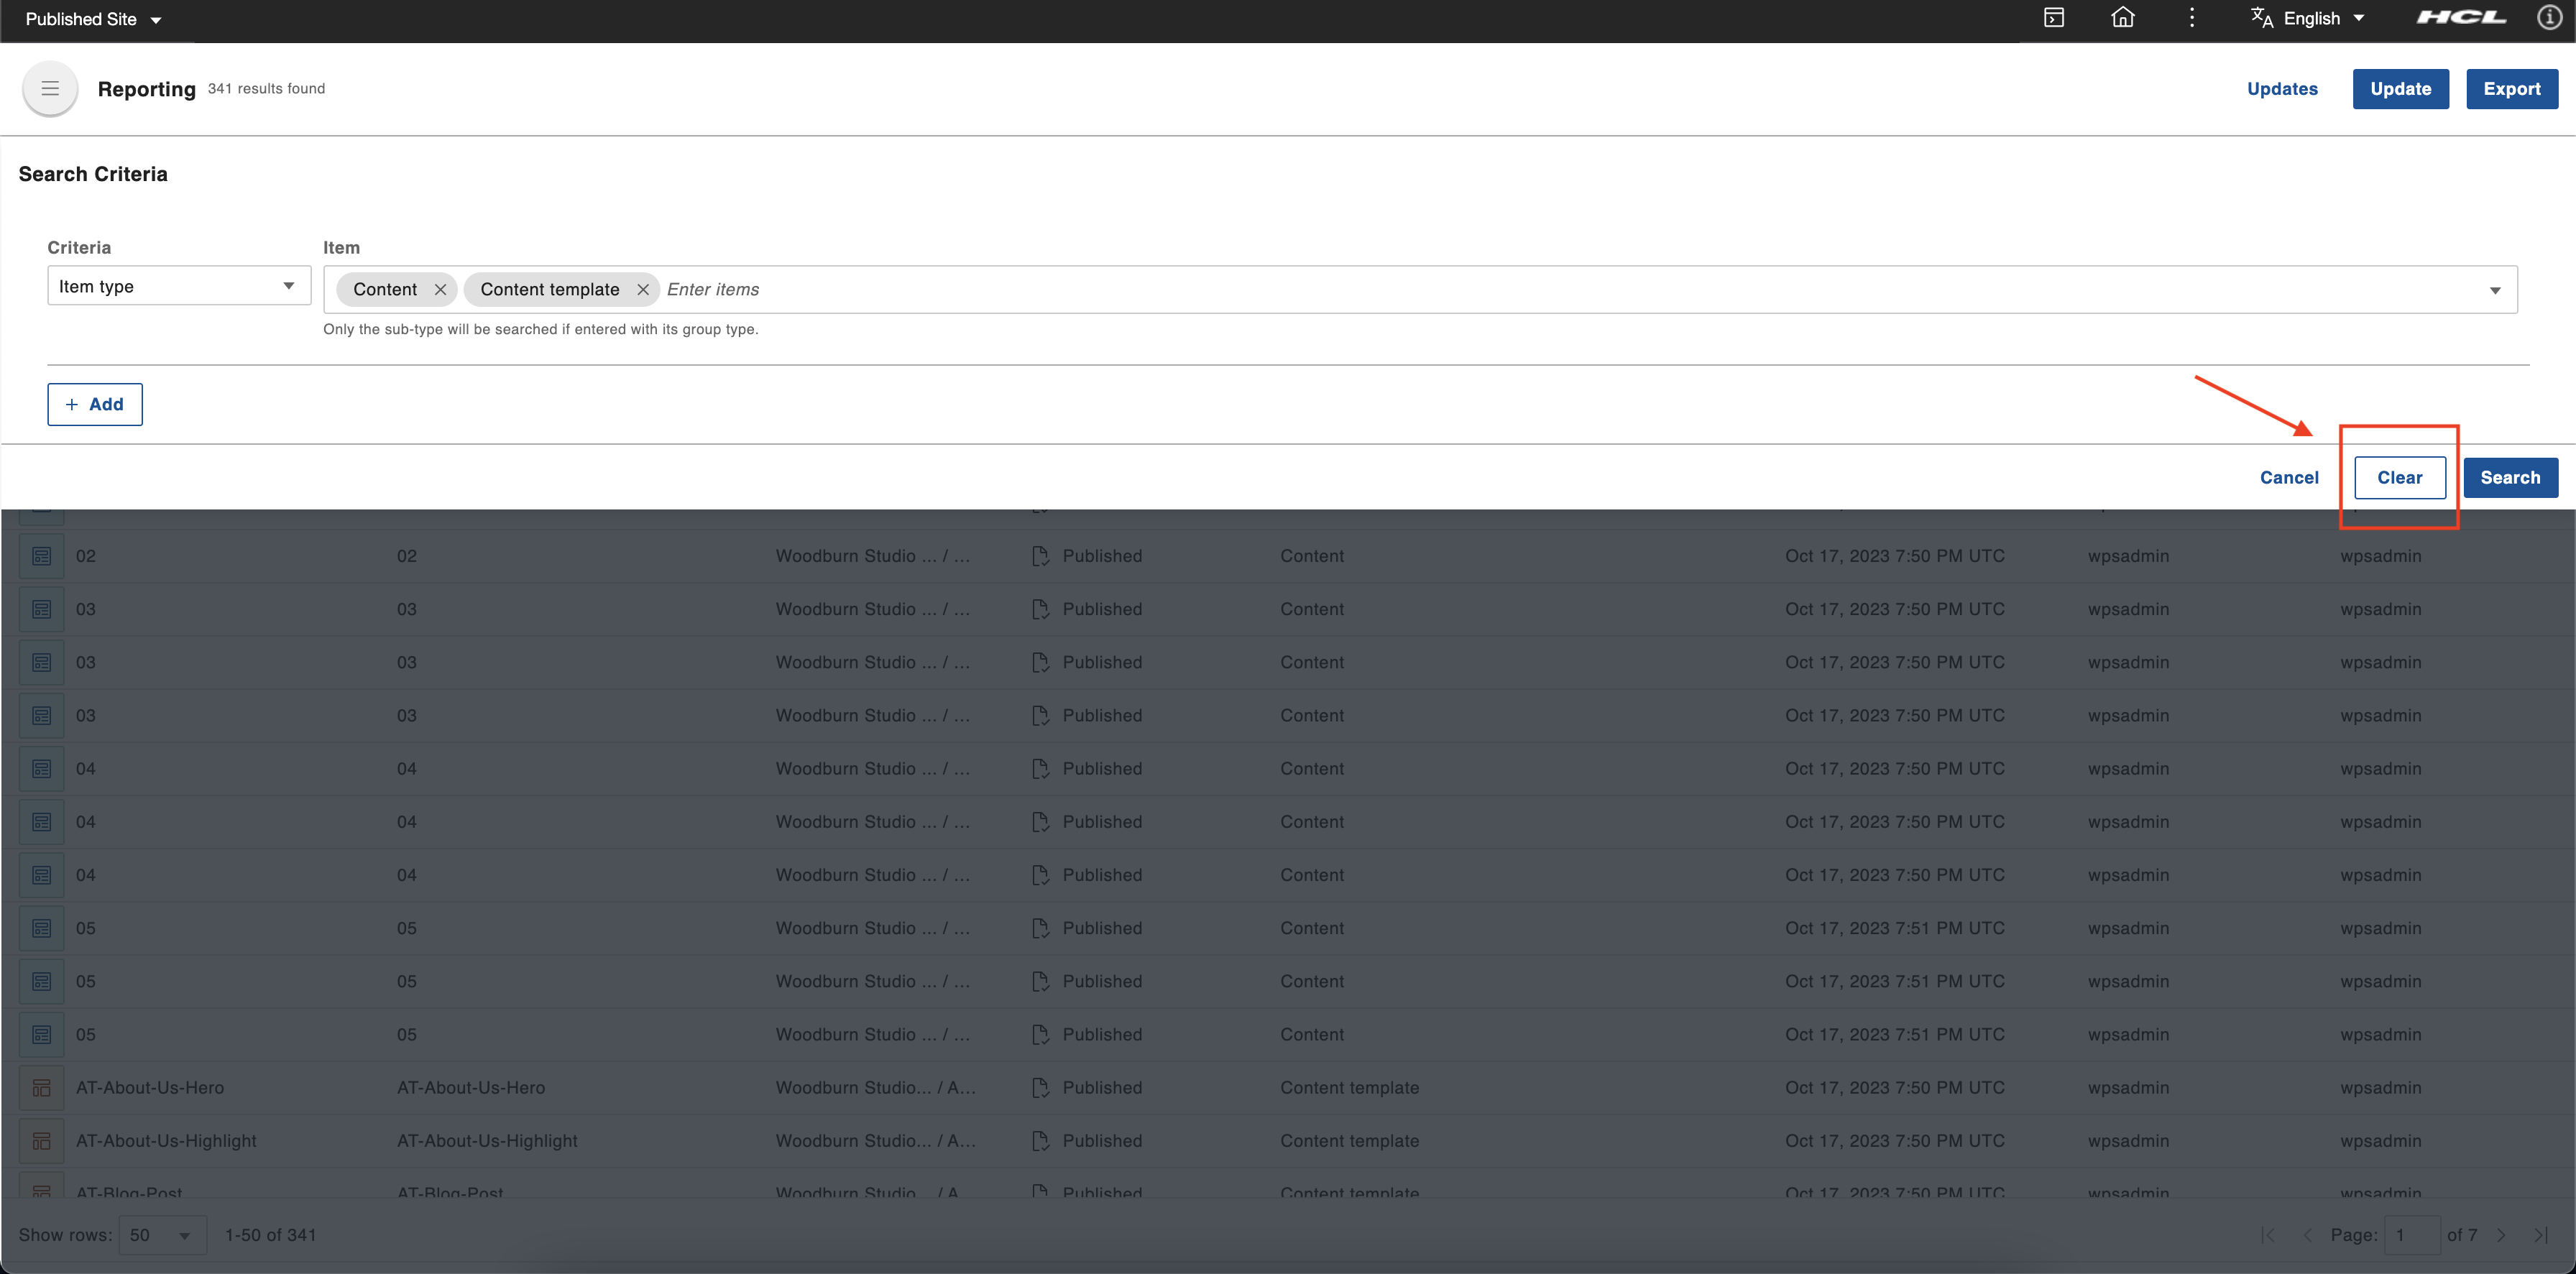 Published Site English HCL
Reporting 341 results found Updates Update Export
Search Criteria
Criteria Item
Item type Content Content template Enter items
Only the sub-type will be searched if entered with its group type.
+ Add
Cancel Clear Search
02 02 Woodburn Studio ... / ... Published Content Oct 17, 2023 7:50 PM UTC wpsadmin wpsadmin
03 03 Woodburn Studio ... / ... Published Content Oct 17, 2023 7:50 PM UTC wpsadmin wpsadmin
03 03 Woodburn Studio ... / ... Published Content Oct 17, 2023 7:50 PM UTC wpsadmin wpsadmin
03 03 Woodburn Studio ... / ... Published Content Oct 17, 2023 7:50 PM UTC wpsadmin wpsadmin
04 04 Woodburn Studio ... / ... Published Content Oct 17, 2023 7:50 PM UTC wpsadmin wpsadmin
04 04 Woodburn Studio ... / ... Published Content Oct 17, 2023 7:50 PM UTC wpsadmin wpsadmin
04 04 Woodburn Studio ... / ... Published Content Oct 17, 2023 7:50 PM UTC wpsadmin wpsadmin
05 05 Woodburn Studio ... / ... Published Content Oct 17, 2023 7:51 PM UTC wpsadmin wpsadmin
05 05 Woodburn Studio ... / ... Published Content Oct 17, 2023 7:51 PM UTC wpsadmin wpsadmin
05 05 Woodburn Studio ... / ... Published Content Oct 17, 2023 7:51 PM UTC wpsadmin wpsadmin
AT-About-Us-Hero AT-About-Us-Hero Woodburn Studio... / A... Published Content template Oct 17, 2023 7:50 PM UTC wpsadmin wpsadmin
AT-About-Us-Highlight AT-About-Us-Highlight Woodburn Studio... / A... Published Content template Oct 17, 2023 7:50 PM UTC wpsadmin wpsadmin
AT-Blog-Post AT-Blog-Post Woodburn Studio... / A... Published Content template Oct 17, 2023 7:50 PM UTC wpsadmin wpsadmin
Show rows: 50 1-50 of 341 Page: 1 of 7